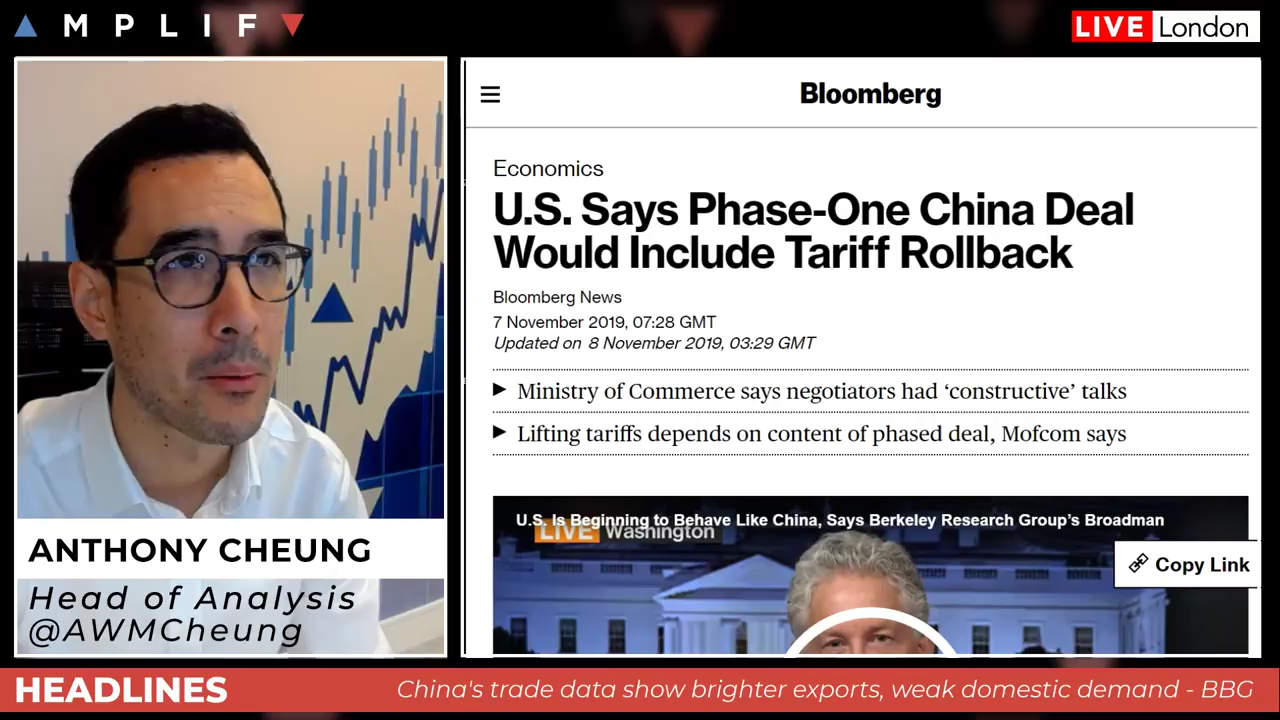 AMPLIFY
LIVE London
Bloomberg
Economics
U.S. Says Phase-One China Deal
Would Include Tariff Rollback
Bloomberg News
7 November 2019, 07:28 GMT
Updated on 8 November 2019, 03:29 GMT
Ministry of Commerce says negotiators had ‘constructive’ talks
Lifting tariffs depends on content of phased deal, Mofcom says
U.S. Is Beginning to Behave Like China, Says Berkeley Research Group’s Broadman
LIVE Washington
Copy Link
ANTHONY CHEUNG
Head of Analysis
@AWMCheung
HEADLINES
China's trade data show brighter exports, weak domestic demand - BBG